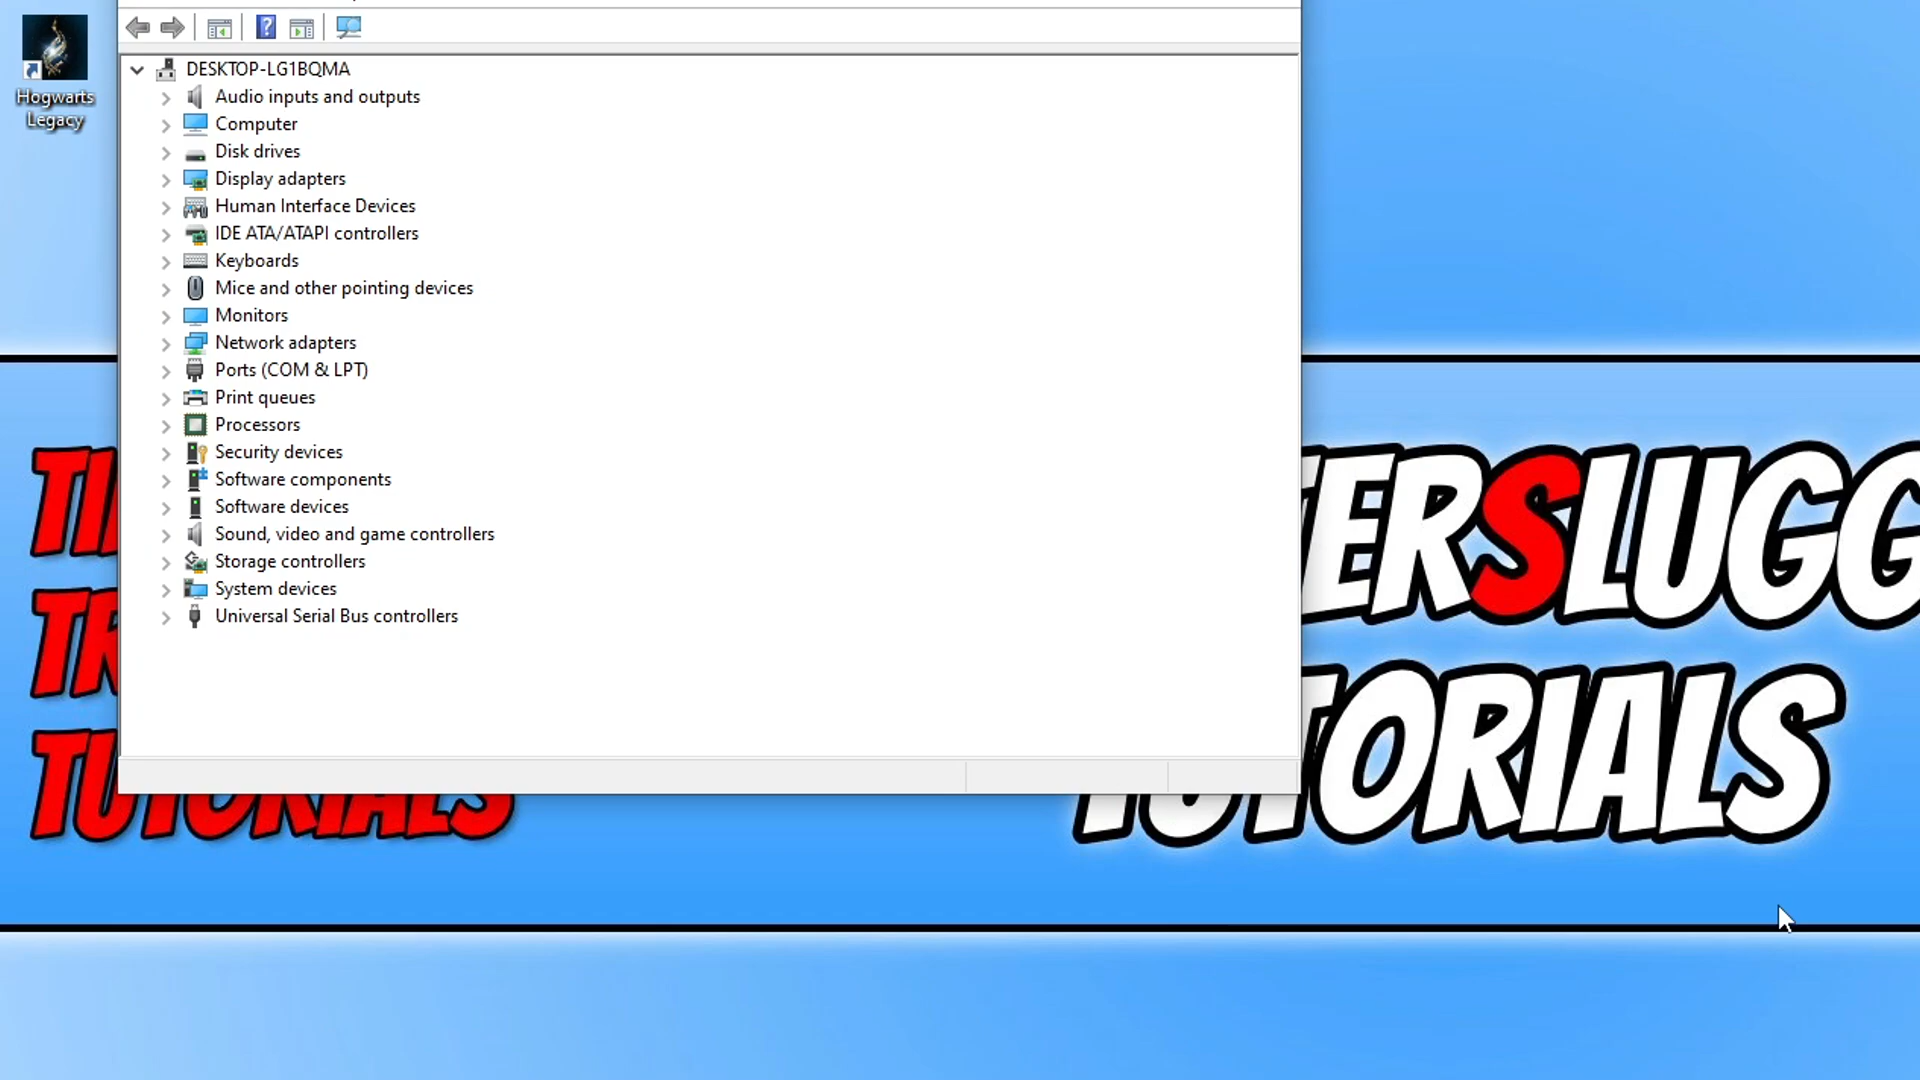 Hogwarts
Legacy
DESKTOP-LG1BQMA
Audio inputs and outputs
Computer
Disk drives
Display adapters
Human Interface Devices
IDE ATA/ATAPI controllers
Keyboards
Mice and other pointing devices
Monitors
Network adapters
Ports (COM & LPT)
Print queues
Processors
Security devices
Software components
Software devices
Sound, video and game controllers
Storage controllers
System devices
Universal Serial Bus controllers
TUTORIALS
TUTORIALS